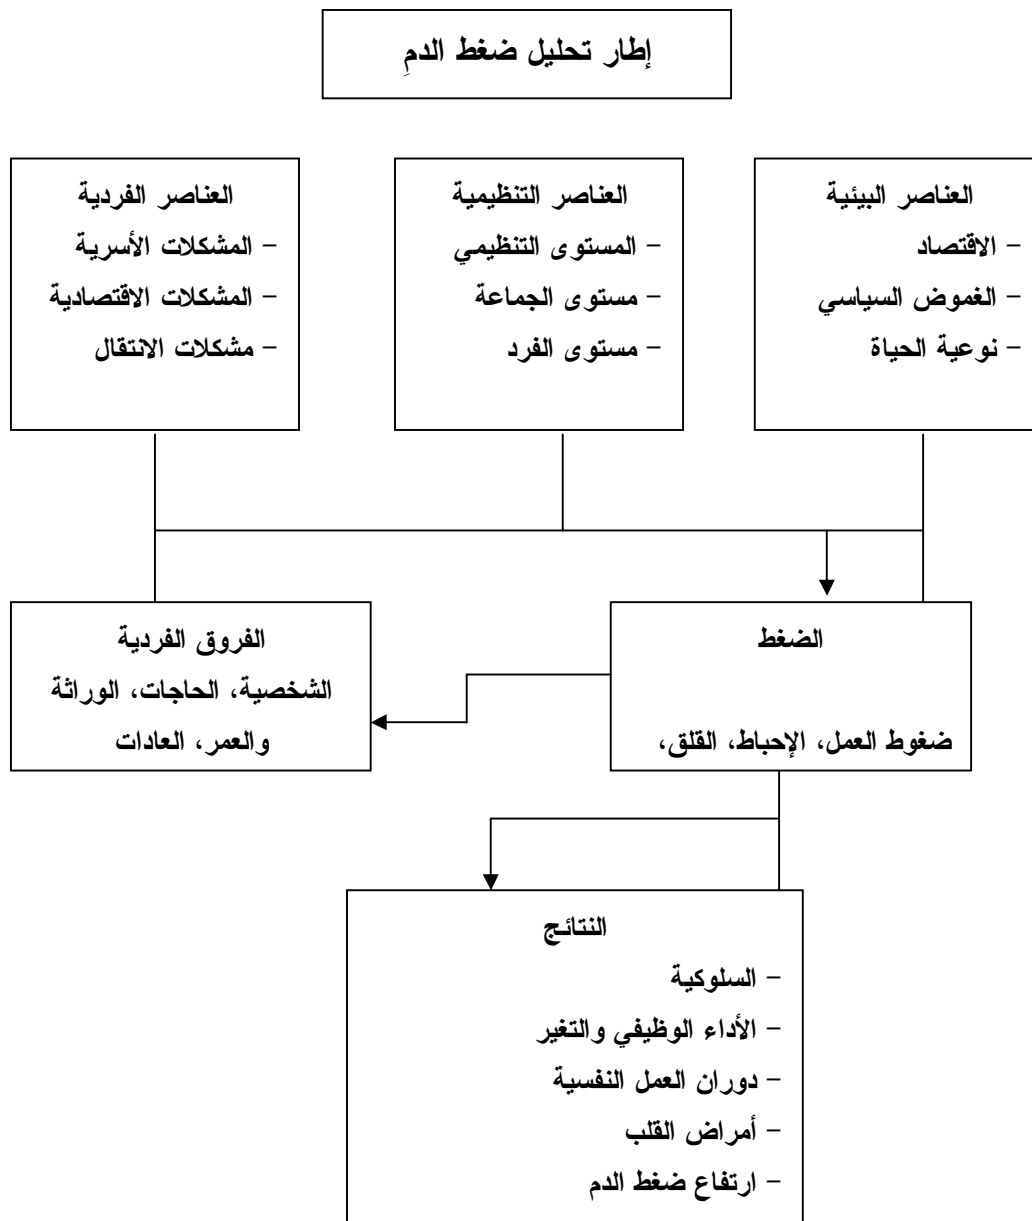 إطار تحليل ضغط الدمِ
العناصر البيئية
- الاقتصاد
- الغموض السياسي
- نوعية الحياة
العناصر التنظيمية
- المستوى التنظيمي
- مستوى الجماعة
- مستوى الفرد
العناصر الفردية
- المشكلات الأسرية
- المشكلات الاقتصادية
- مشكلات الانتقال
الضغط
ضغوط العمل، الإحباط، القلق،
الفروق الفردية
الشخصية، الحاجات، الوراثة
والعمر، العادات
النتائج
- السلوكية
- الأداء الوظيفي والتغير
- دوران العمل النفسية
- أمراض القلب
- ارتفاع ضغط الدم